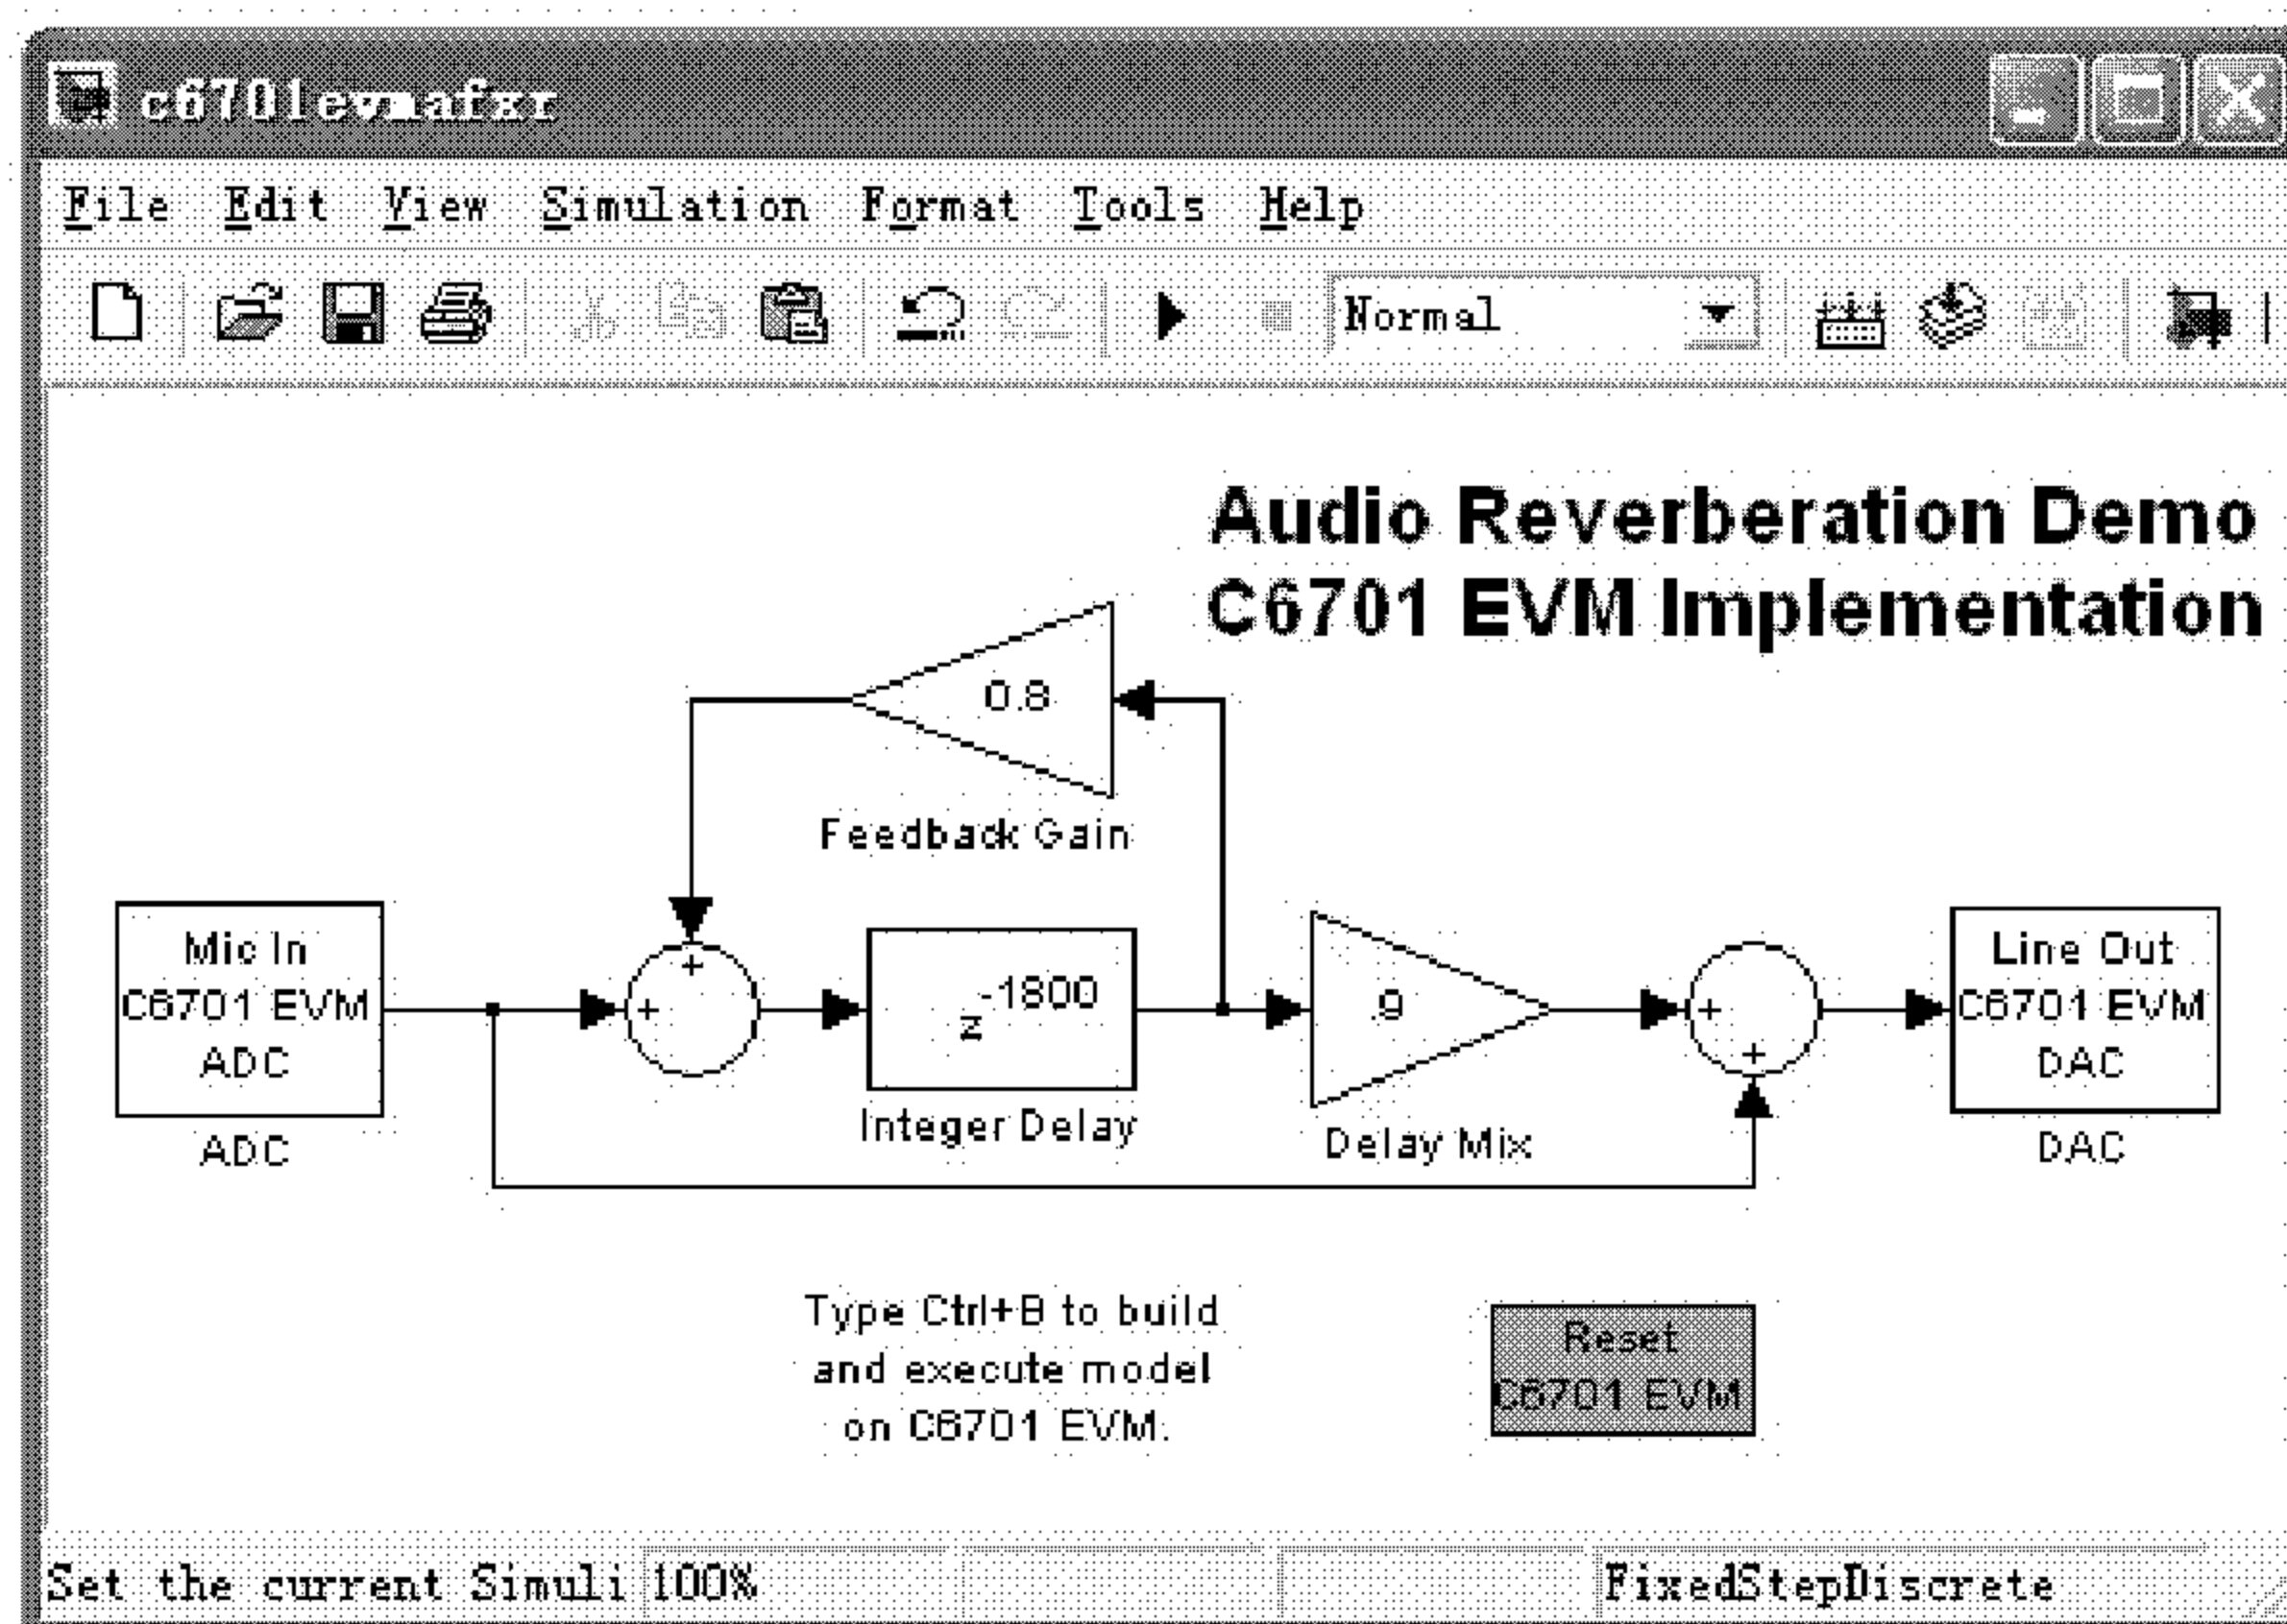 c6701evmafxr
File Edit View Simulation Format Tools Help
Normal
Audio Reverberation Demo
C6701 EVM Implementation
0.8
Feedback Gain
Mic In
C6701 EVM
ADC
ADC
+
+
z-1800
Integer Delay
.9
Delay Mix
+
+
Line Out
C6701 EVM
DAC
DAC
Type Ctrl+B to build
and execute model
on C6701 EVM.
Reset
C6701 EVM
Set the current Simuli 100% FixedStepDiscrete